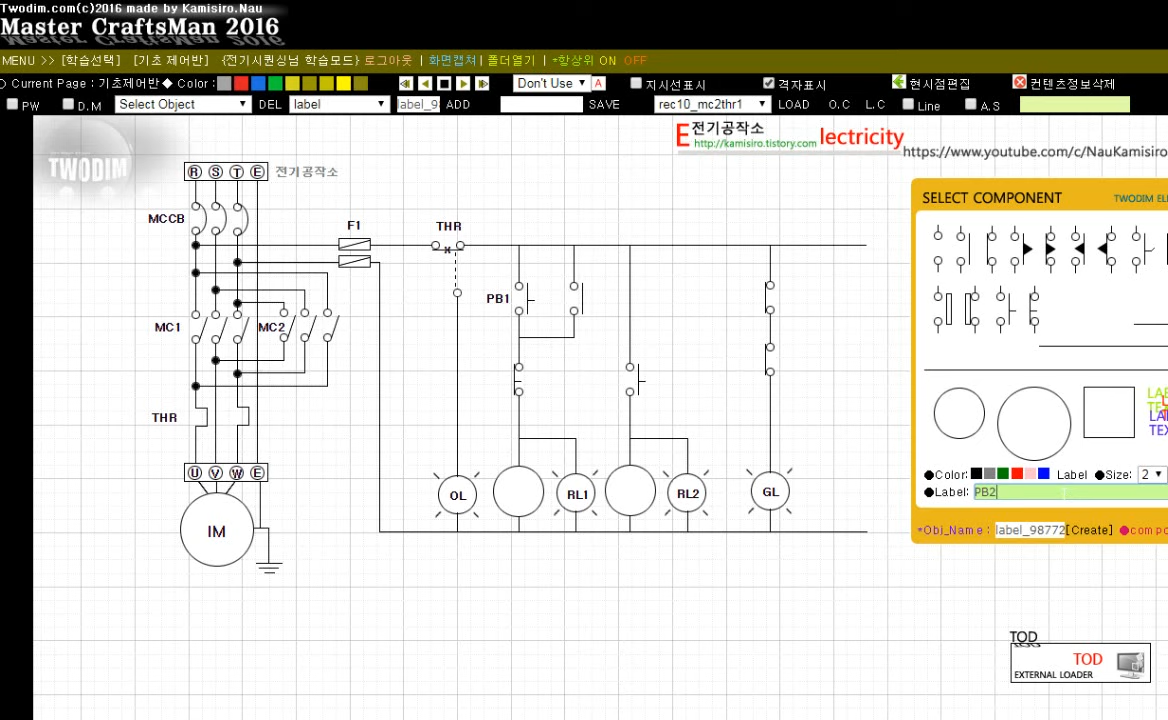 Twodim.com(c)2016 made by Kamisiro.Nau
Master CraftsMan 2016
MENU >> [학습선택] [기초 제어반] {전기시퀀싱님 학습모드} 로그아웃 | 화면캡쳐 | 폴더열기 | *항상위 ON OFF
Current Page : 기초제어반◆ Color :
Don't Use ▼ A 지시선표시 격자표시 현시점편집 컨텐츠정보삭제
PW D.M Select Object ▼ DEL label ▼ label_9 ADD SAVE rec10_mc2thr1 ▼ LOAD O.C L.C Line A.S
TWODIM
E 전기공작소 lectricity
http://kamisiro.tistory.com
https://www.youtube.com/c/NauKamisiro
R S T E 전기공작소
MCCB
F1
THR
PB1
MC1
MC2
THR
U V W E
IM
OL
RL1
RL2
GL
SELECT COMPONENT TWODIM EL
●Color: Label ●Size: 2 ▼
●Label: PB2
*Obj_Name : label_98772 [Create] ●compo
TOD
TOD
EXTERNAL LOADER